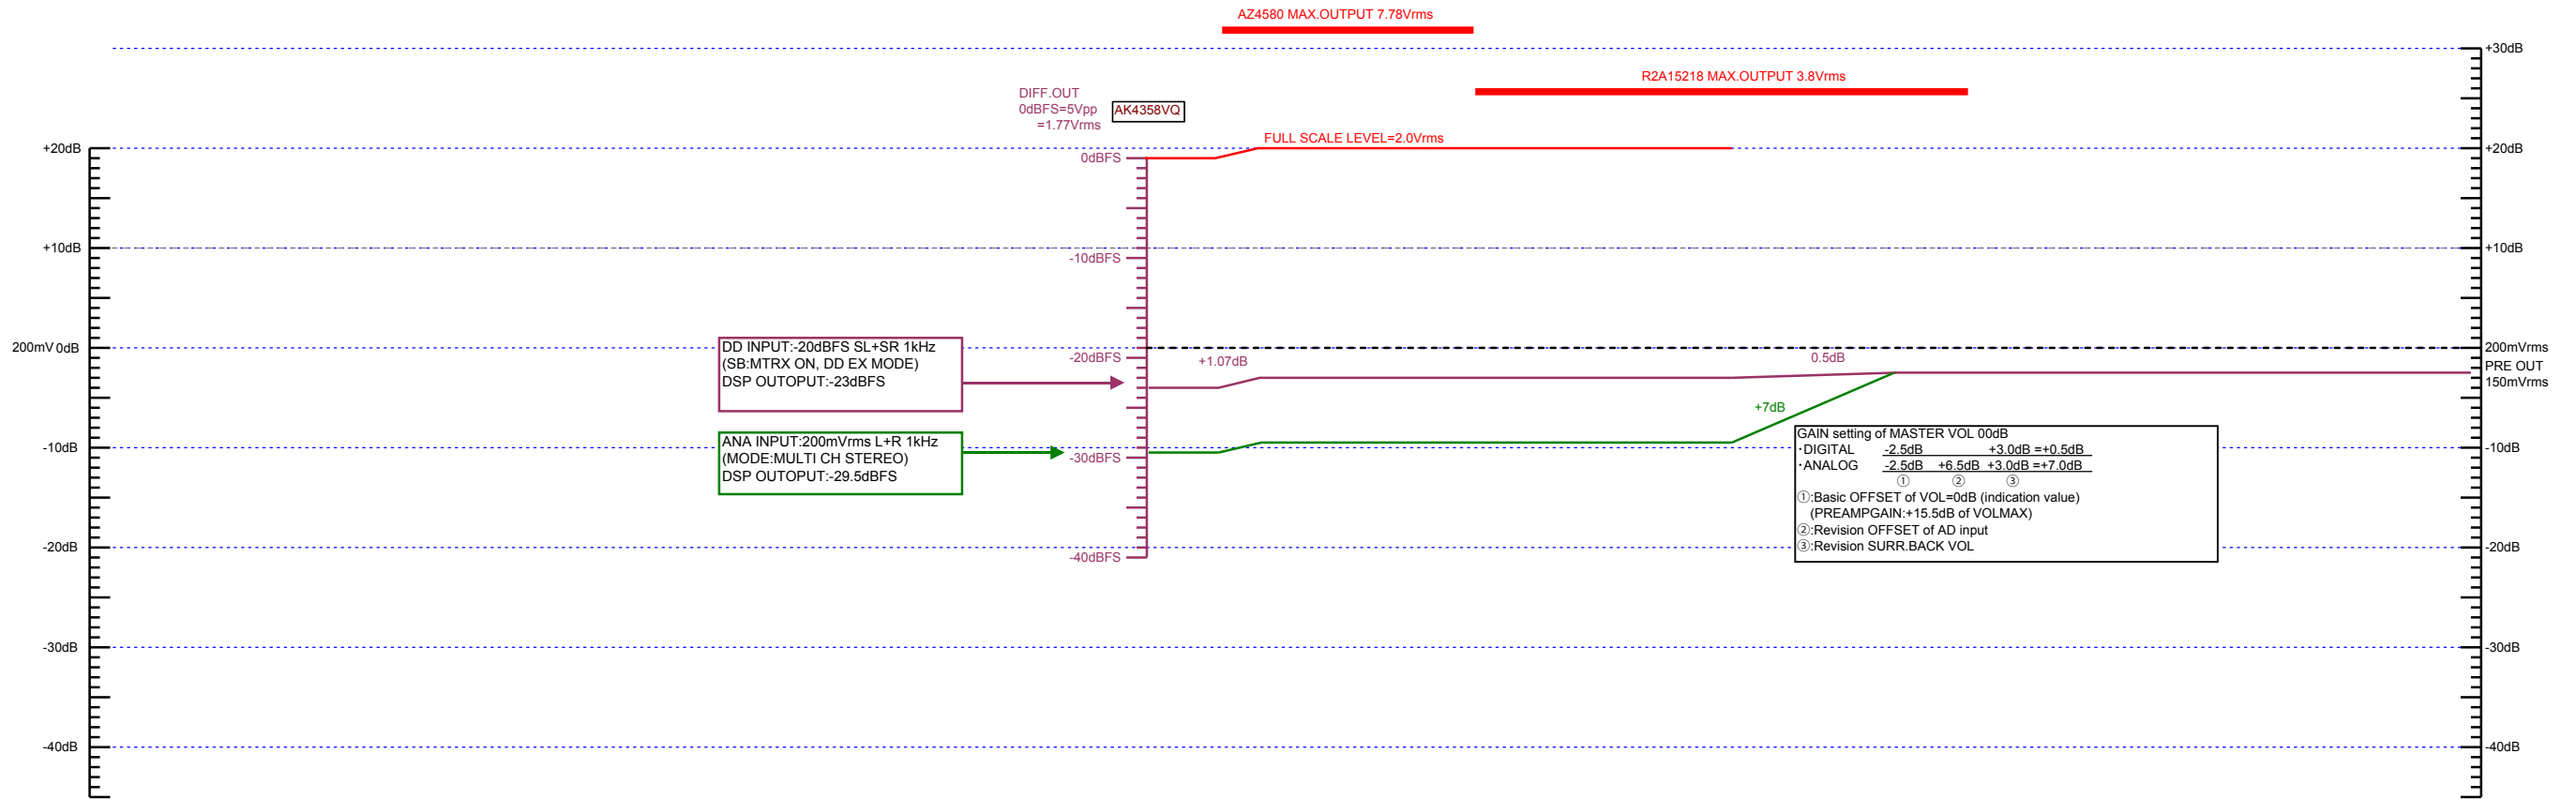 AZ4580 MAX.OUTPUT 7.78Vrms
+30dB
R2A15218 MAX.OUTPUT 3.8Vrms
DIFF.OUT
0dBFS=5Vpp
=1.77Vrms
AK4358VQ
FULL SCALE LEVEL=2.0Vrms
+20dB
0dBFS
+20dB
+10dB
-10dBFS
+10dB
200mV 0dB
DD INPUT:-20dBFS SL+SR 1kHz
(SB:MTRX ON, DD EX MODE)
DSP OUTOPUT:-23dBFS
-20dBFS
+1.07dB
0.5dB
200mVrms
PRE OUT
150mVrms
+7dB
-10dB
ANA INPUT:200mVrms L+R 1kHz
(MODE:MULTI CH STEREO)
DSP OUTOPUT:-29.5dBFS
-30dBFS
GAIN setting of MASTER VOL 00dB
・DIGITAL -2.5dB +3.0dB =+0.5dB
・ANALOG -2.5dB +6.5dB +3.0dB =+7.0dB
① ② ③
①:Basic OFFSET of VOL=0dB (indication value)
(PREAMPGAIN:+15.5dB of VOLMAX)
②:Revision OFFSET of AD input
③:Revision SURR.BACK VOL
-10dB
-20dB
-40dBFS
-20dB
-30dB
-30dB
-40dB
-40dB